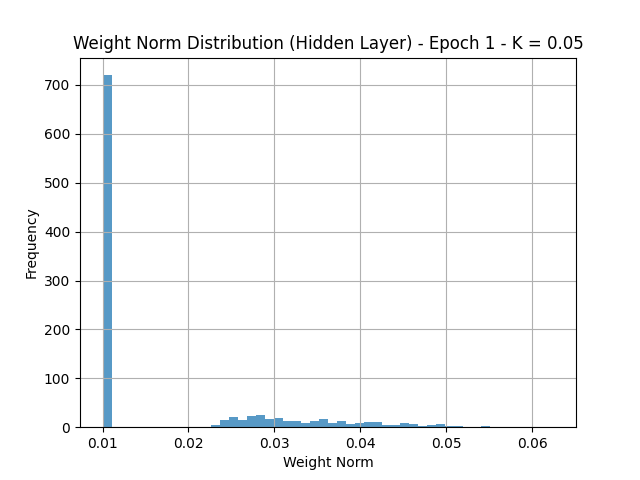 Weight Norm Distribution (Hidden Layer) - Epoch 1 - K = 0.05
700
600
500
400
300
200
100
0
Frequency
0.01 0.02 0.03 0.04 0.05 0.06
Weight Norm